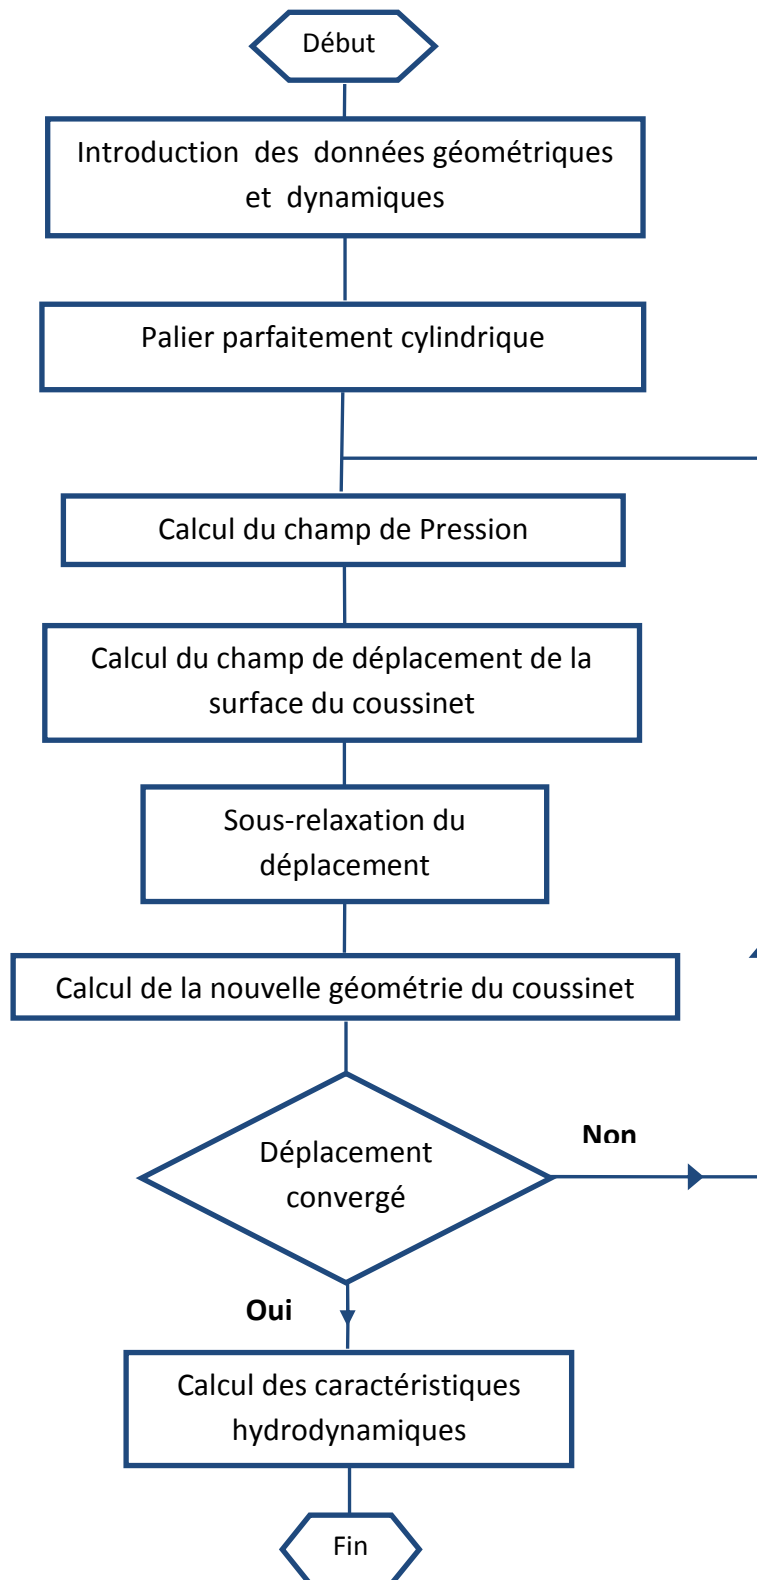 Début
Introduction des données géométriques
et dynamiques
Palier parfaitement cylindrique
Calcul du champ de Pression
Calcul du champ de déplacement de la
surface du coussinet
Sous-relaxation du
déplacement
Calcul de la nouvelle géométrie du coussinet
Déplacement
convergé
Non
Oui
Calcul des caractéristiques
hydrodynamiques
Fin